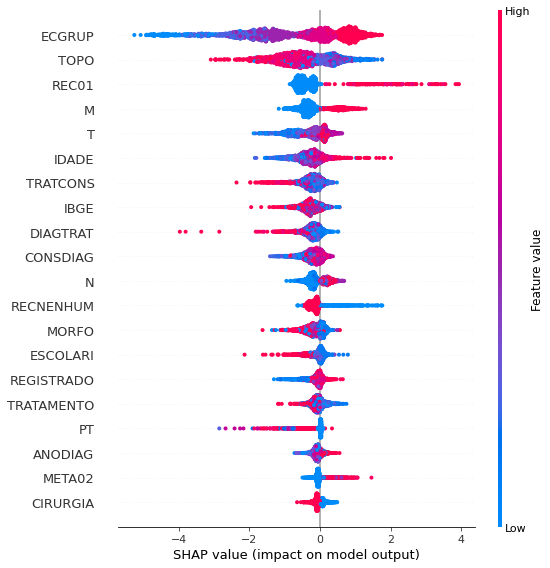 High
ECGRUP
TOPO
REC01
M
T
IDADE
TRATCONS
IBGE
DIAGTRAT
CONSDIAG
N
RECNENHUM
MORFO
ESCOLARI
REGISTRADO
TRATAMENTO
PT
ANODIAG
META02
CIRURGIA
Feature value
Low
−4 −2 0 2 4
SHAP value (impact on model output)